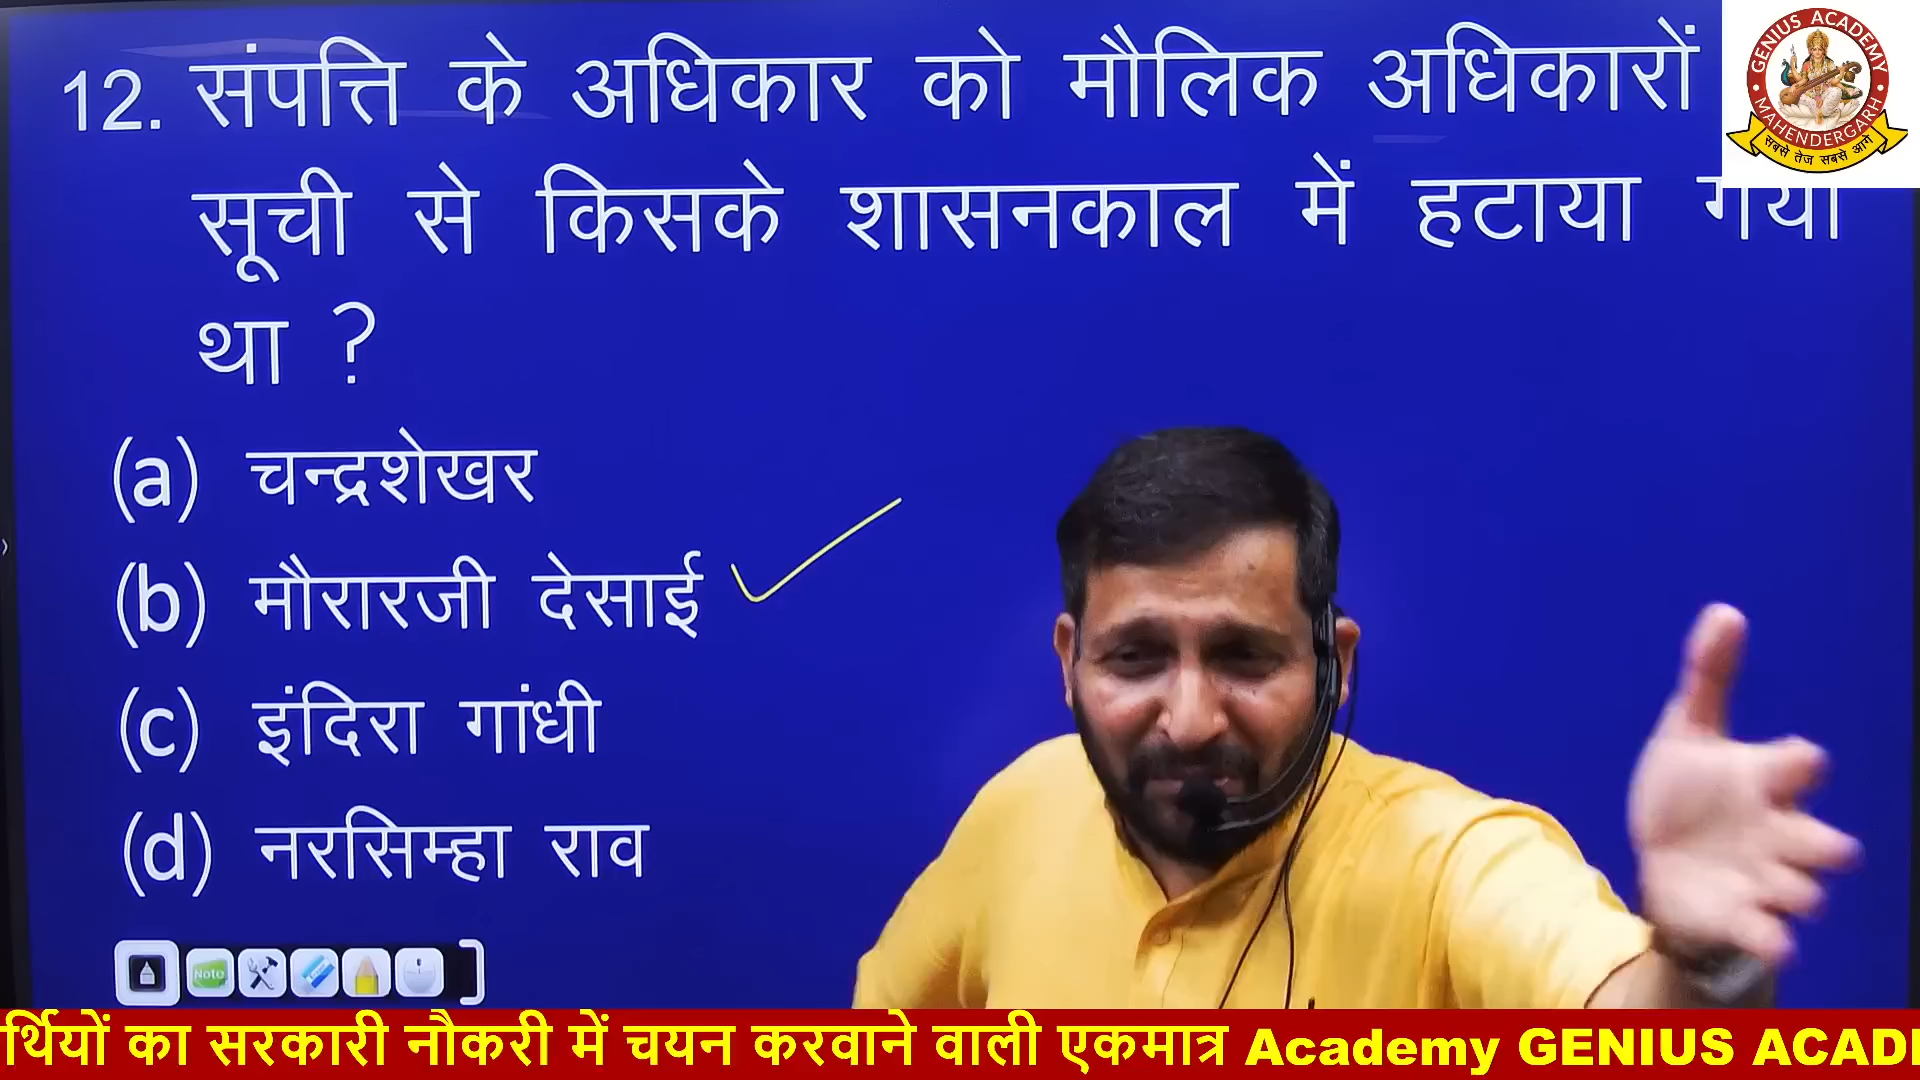 12. संपत्ति के अधिकार को मौलिक अधिकारों
सूची से किसके शासनकाल में हटाया गया
था ?
(a) चन्द्रशेखर
(b) मौरारजी देसाई
(c) इंदिरा गांधी
(d) नरसिम्हा राव
Note
GENIUS ACADEMY
MAHENDERGARH
सबसे तेज सबसे आगे
र्थियों का सरकारी नौकरी में चयन करवाने वाली एकमात्र Academy GENIUS ACAD